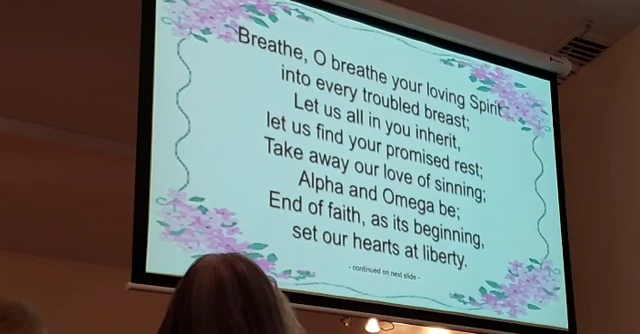 Breathe, O breathe your loving Spirit
into every troubled breast;
Let us all in you inherit,
let us find your promised rest;
Take away our love of sinning;
Alpha and Omega be;
End of faith, as its beginning,
set our hearts at liberty.
- continued on next slide -